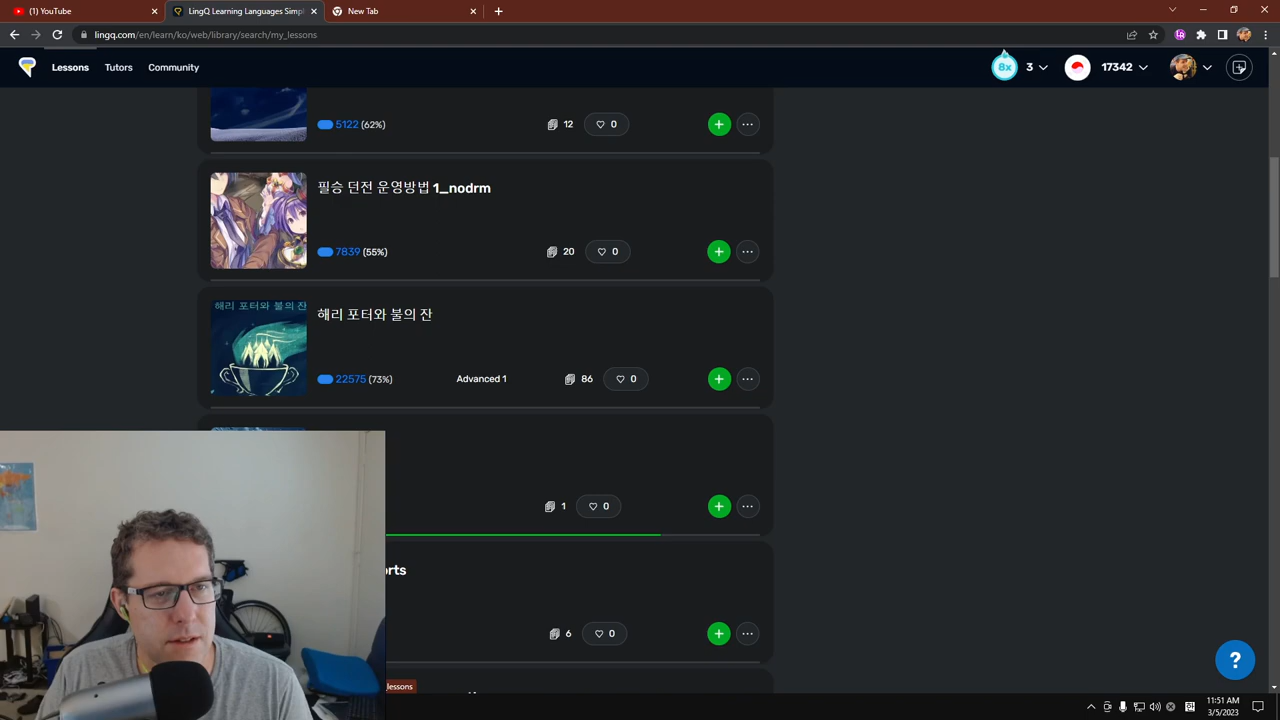 YouTube
LingQ Learning Languages Simpl
New Tab
lingq.com/en/learn/ko/web/library/search/my_lessons
Lessons
Tutors
Community
8x
3
17342
5122 (62%)
12
0
필승 던전 운영방법 1_nodrm
7839 (55%)
20
0
해리 포터와 불의 잔
해리 포터와 불의 잔
22575 (73%)
Advanced 1
86
0
1
0
orts
6
0
lessons
?
11:51 AM
3/5/2023